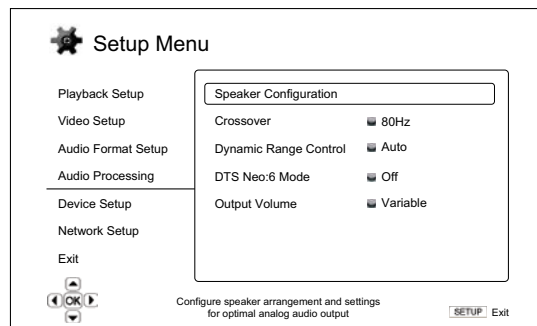 Setup Menu
Playback Setup
Video Setup
Audio Format Setup
Audio Processing
Device Setup
Network Setup
Exit
Speaker Configuration
Crossover 80Hz
Dynamic Range Control Auto
DTS Neo:6 Mode Off
Output Volume Variable
OK
Configure speaker arrangement and settings
for optimal analog audio output
SETUP Exit